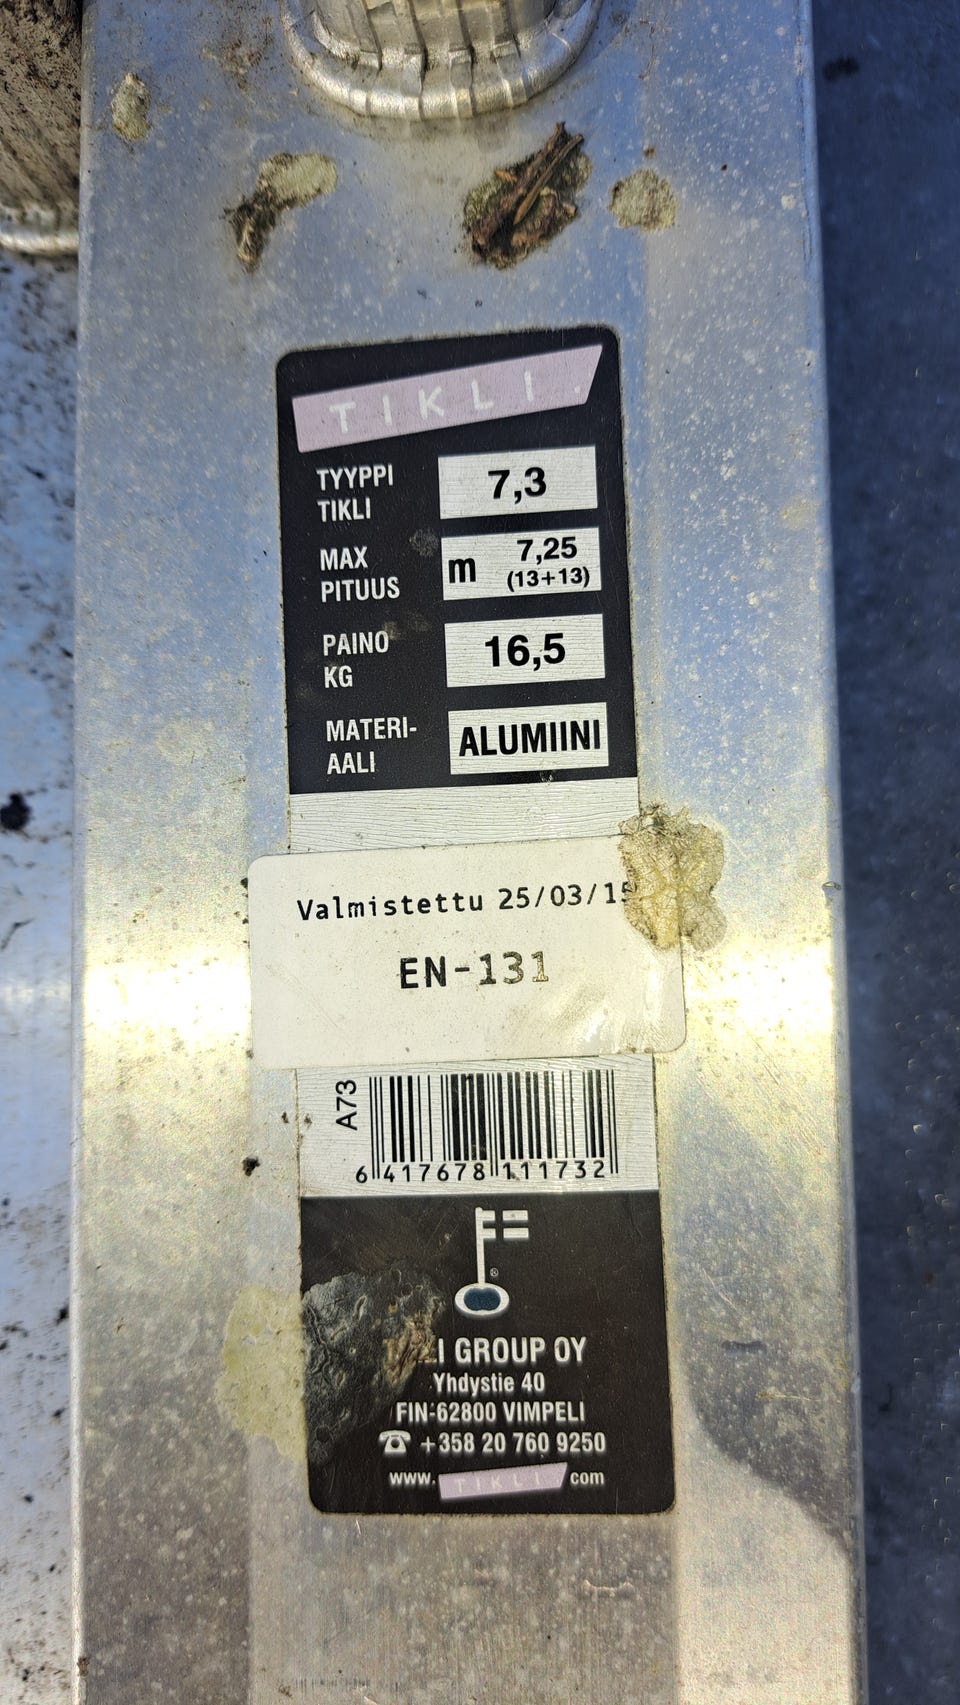 TIKLI.
TYYPPI TIKLI 7,3
MAX PITUUS m 7,25 (13+13)
PAINO KG 16,5
MATERI-AALI ALUMIINI
Valmistettu 25/03/15
EN-131
A73
6 417678 111732
GROUP OY
Yhdystie 40
FIN-62800 VIMPELI
+358 20 760 9250
www.TIKLI.com